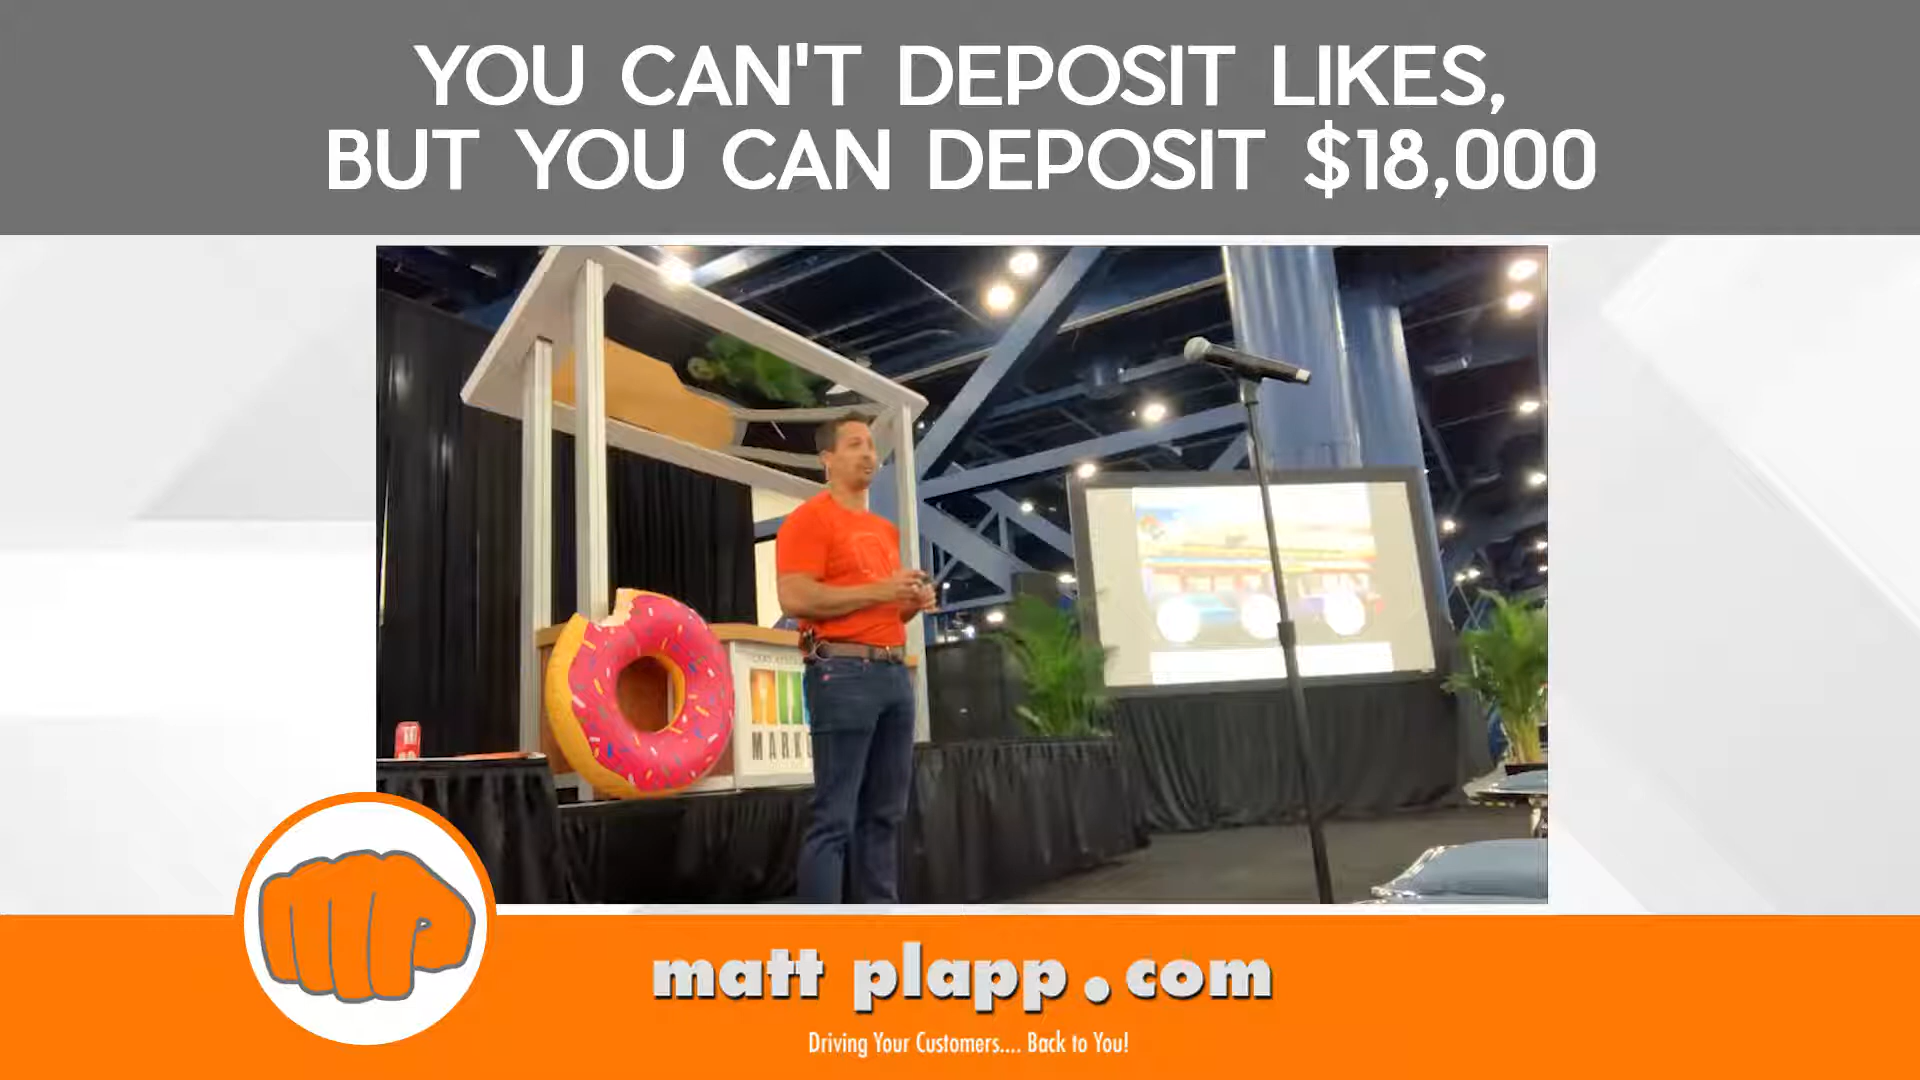 YOU CAN'T DEPOSIT LIKES,
BUT YOU CAN DEPOSIT $18,000
matt plapp.com
Driving Your Customers.... Back to You!